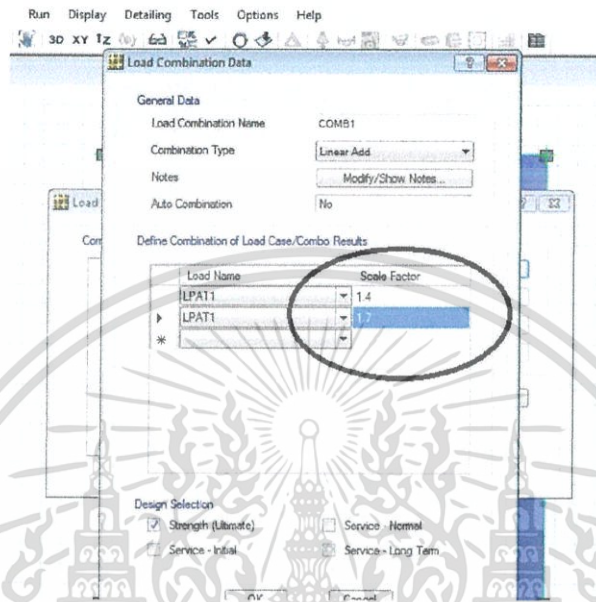 Run Display Detailing Tools Options Help
3D XY
Load Combination Data
General Data
Load Combination Name COMB1
Combination Type Linear Add
Notes Modify/Show Notes...
Auto Combination No
Load
Define Combination of Load Case/Combo Results
Load Name Scale Factor
LPAT1 1.4
LPAT1 1.7
*
Design Selection
Strength (Ultimate) Service - Normal
Service - Initial Service - Long Term
OK Cancel